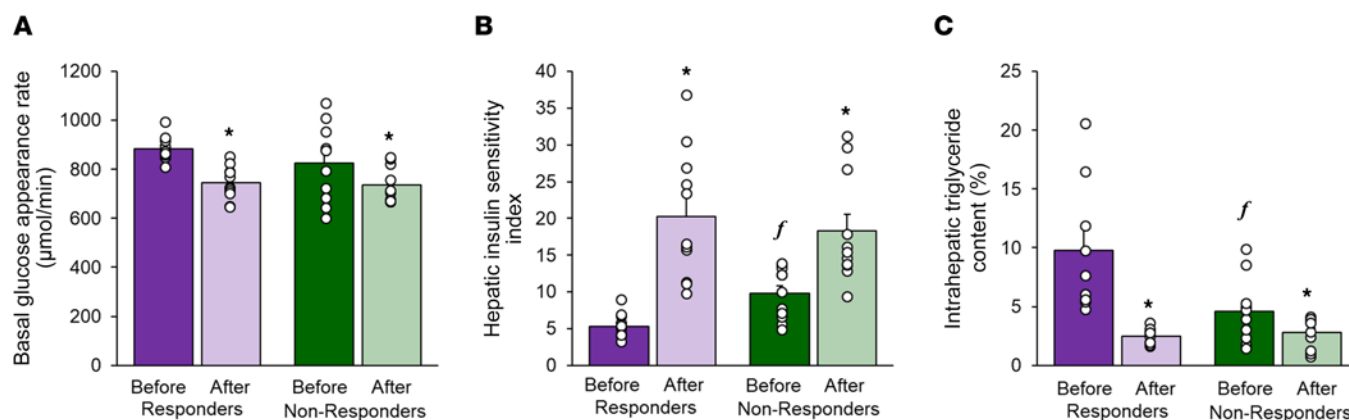 A
Basal glucose appearance rate
(µmol/min)
1200
1000
800
600
400
200
0
*
*
Before After Before After
Responders Non-Responders
B
Hepatic insulin sensitivity
index
40
35
30
25
20
15
10
5
0
*
f
*
Before After Before After
Responders Non-Responders
C
Intrahepatic triglyceride
content (%)
25
20
15
10
5
0
*
f
*
Before After Before After
Responders Non-Responders